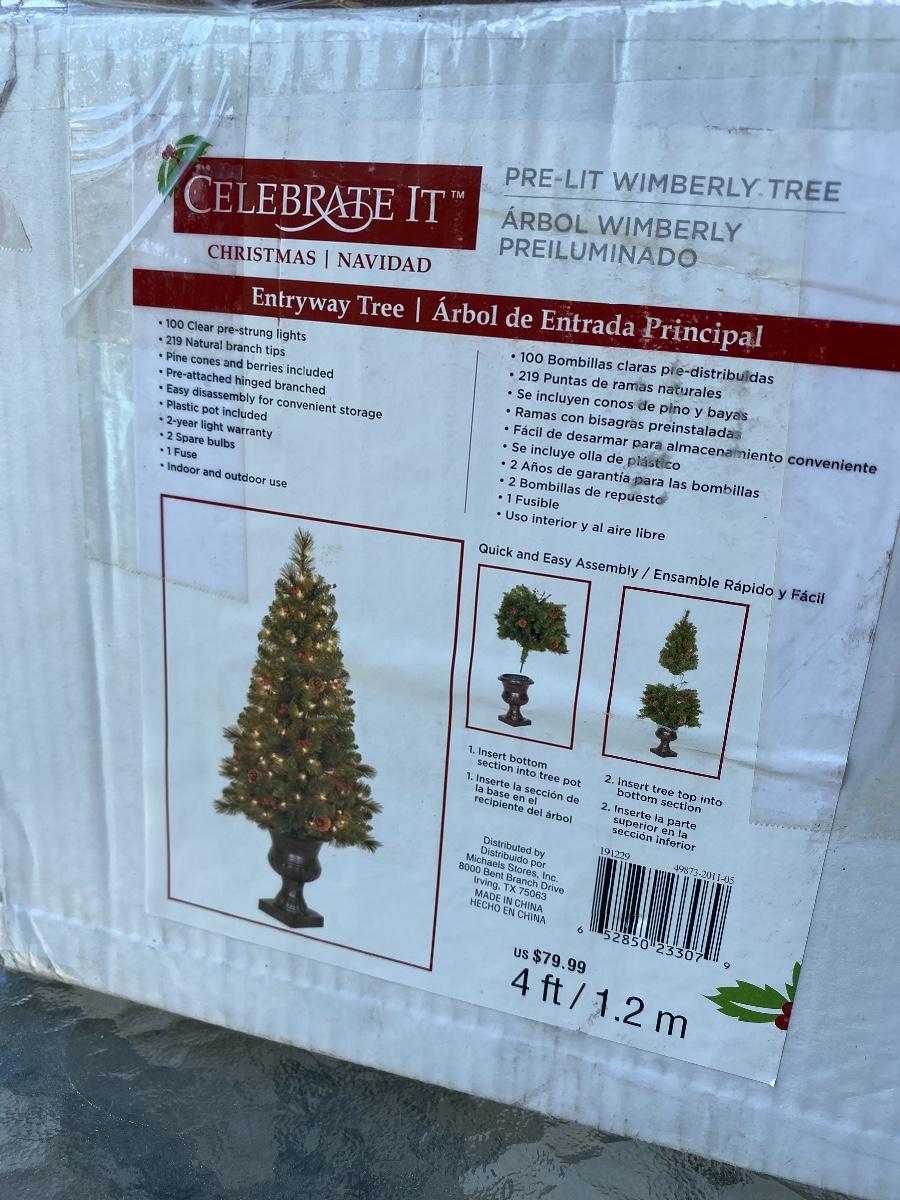 CELEBRATE IT™
CHRISTMAS | NAVIDAD
PRE-LIT WIMBERLY TREE
ÁRBOL WIMBERLY
PREILUMINADO
Entryway Tree | Árbol de Entrada Principal
• 100 Clear pre-strung lights
• 219 Natural branch tips
• Pine cones and berries included
• Pre-attached hinged branched
• Easy disassembly for convenient storage
• Plastic pot included
• 2-year light warranty
• 2 Spare bulbs
• 1 Fuse
• Indoor and outdoor use
• 100 Bombillas claras pre-distribuidas
• 219 Puntas de ramas naturales
• Se incluyen conos de pino y bayas
• Ramas con bisagras preinstaladas
• Fácil de desarmar para almacenamiento conveniente
• Se incluye olla de plástico
• 2 Años de garantía para las bombillas
• 2 Bombillas de repuesto
• 1 Fusible
• Uso interior y al aire libre
Quick and Easy Assembly / Ensamble Rápido y Fácil
1. Insert bottom
section into tree pot
1. Inserte la sección de
la base en el
recipiente del árbol
2. Insert tree top into
bottom section
2. Inserte la parte
superior en la
sección inferior
Distributed by
Distribuido por
Michaels Stores, Inc.
8000 Bent Branch Drive
Irving, TX 75063
MADE IN CHINA
HECHO EN CHINA
191229 49873-2011-05
6 52850 23307 9
US $79.99
4 ft / 1.2 m